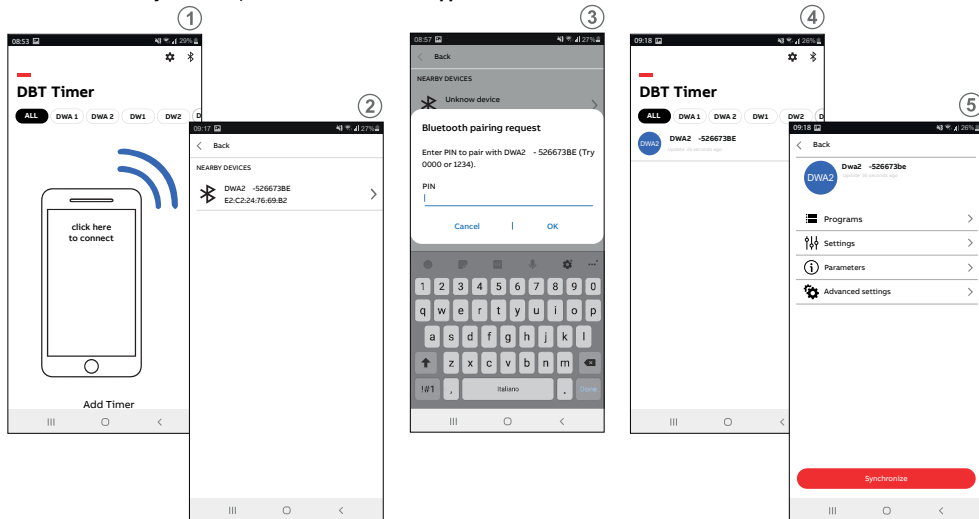 1
08:53
29%
DBT Timer
ALL DWA 1 DWA 2 DW1 DW2
click here
to connect
Add Timer
2
09:17
27%
Back
NEARBY DEVICES
DWA2 -526673BE
E2:C2:24:76:69:B2
3
08:57
27%
Back
NEARBY DEVICES
Unknow device
Bluetooth pairing request
Enter PIN to pair with DWA2 - 526673BE (Try
0000 or 1234).
PIN
Cancel OK
1 2 3 4 5 6 7 8 9 0
q w e r t y u i o p
a s d f g h j k l
z x c v b n m
!#1 , Italiano . Done
4
09:18
26%
DBT Timer
ALL DWA 1 DWA 2 DW1 DW2
DWA2
DWA2 -526673BE
5
09:18
26%
Back
DWA2
Dwa2 -526673be
Programs
Settings
Parameters
Advanced settings
Synchronize